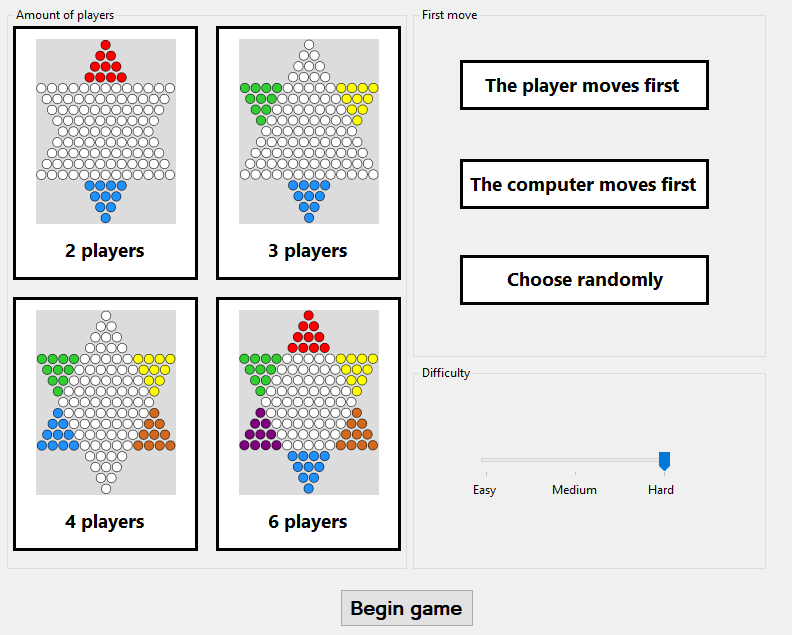 Amount of players
2 players
3 players
4 players
6 players
First move
The player moves first
The computer moves first
Choose randomly
Difficulty
Easy
Medium
Hard
Begin game